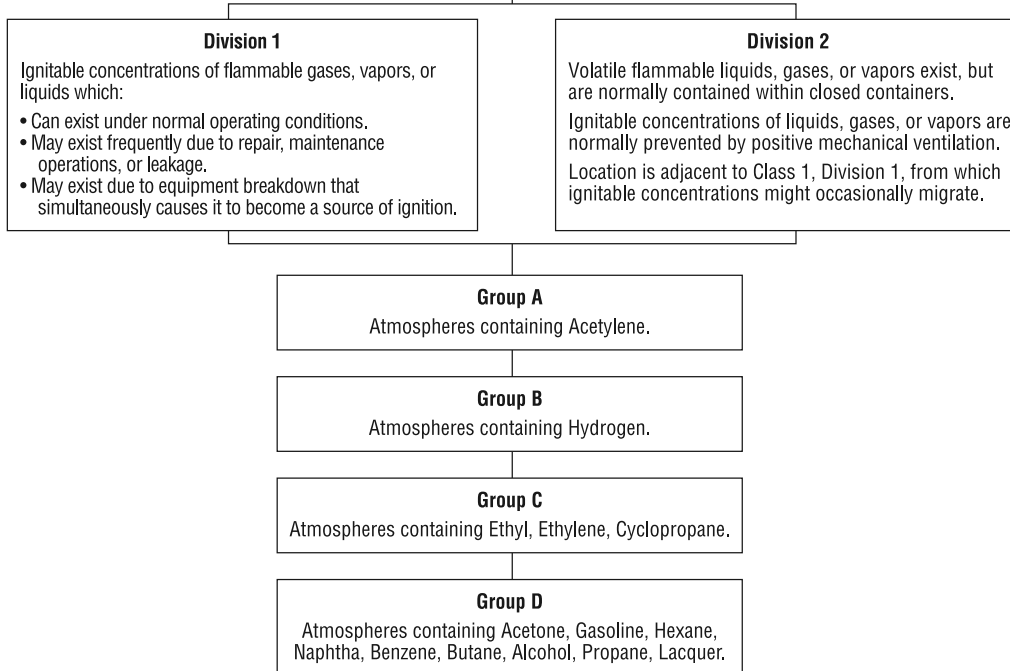 Division 1
Ignitable concentrations of flammable gases, vapors, or
liquids which:
• Can exist under normal operating conditions.
• May exist frequently due to repair, maintenance
operations, or leakage.
• May exist due to equipment breakdown that
simultaneously causes it to become a source of ignition.
Division 2
Volatile flammable liquids, gases, or vapors exist, but
are normally contained within closed containers.
Ignitable concentrations of liquids, gases, or vapors are
normally prevented by positive mechanical ventilation.
Location is adjacent to Class 1, Division 1, from which
ignitable concentrations might occasionally migrate.
Group A
Atmospheres containing Acetylene.
Group B
Atmospheres containing Hydrogen.
Group C
Atmospheres containing Ethyl, Ethylene, Cyclopropane.
Group D
Atmospheres containing Acetone, Gasoline, Hexane,
Naphtha, Benzene, Butane, Alcohol, Propane, Lacquer.